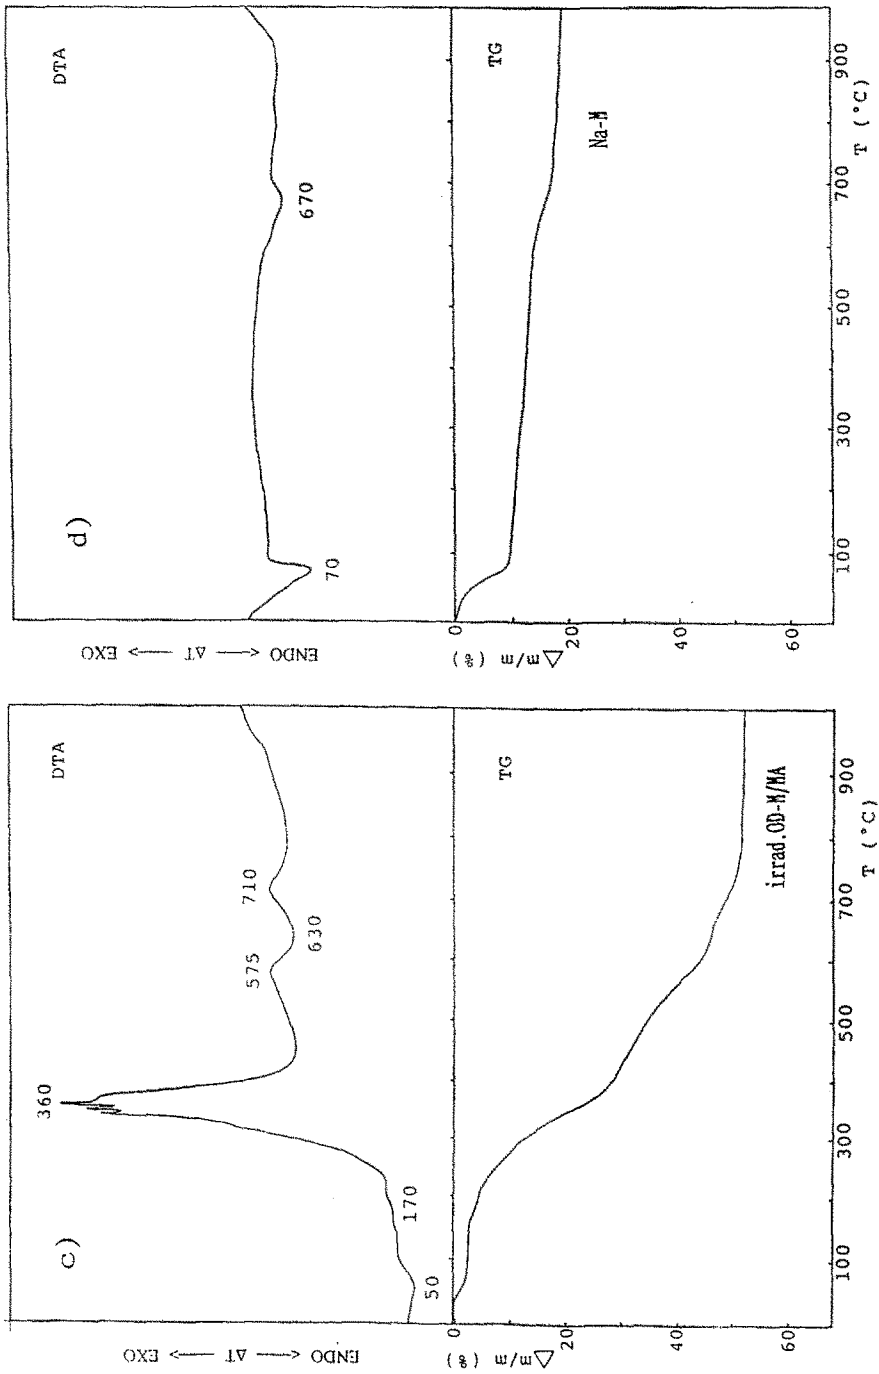 c)
DTA
360
575
710
630
170
50
ENDO <— ΔT —> EXO
TG
irrad.OD-M/MA
0
20
40
60
Δm/m (%)
100
300
500
700
900
T (°C)
d)
DTA
70
670
ENDO <— ΔT —> EXO
TG
Na-M
0
20
40
60
Δm/m (%)
100
300
500
700
900
T (°C)